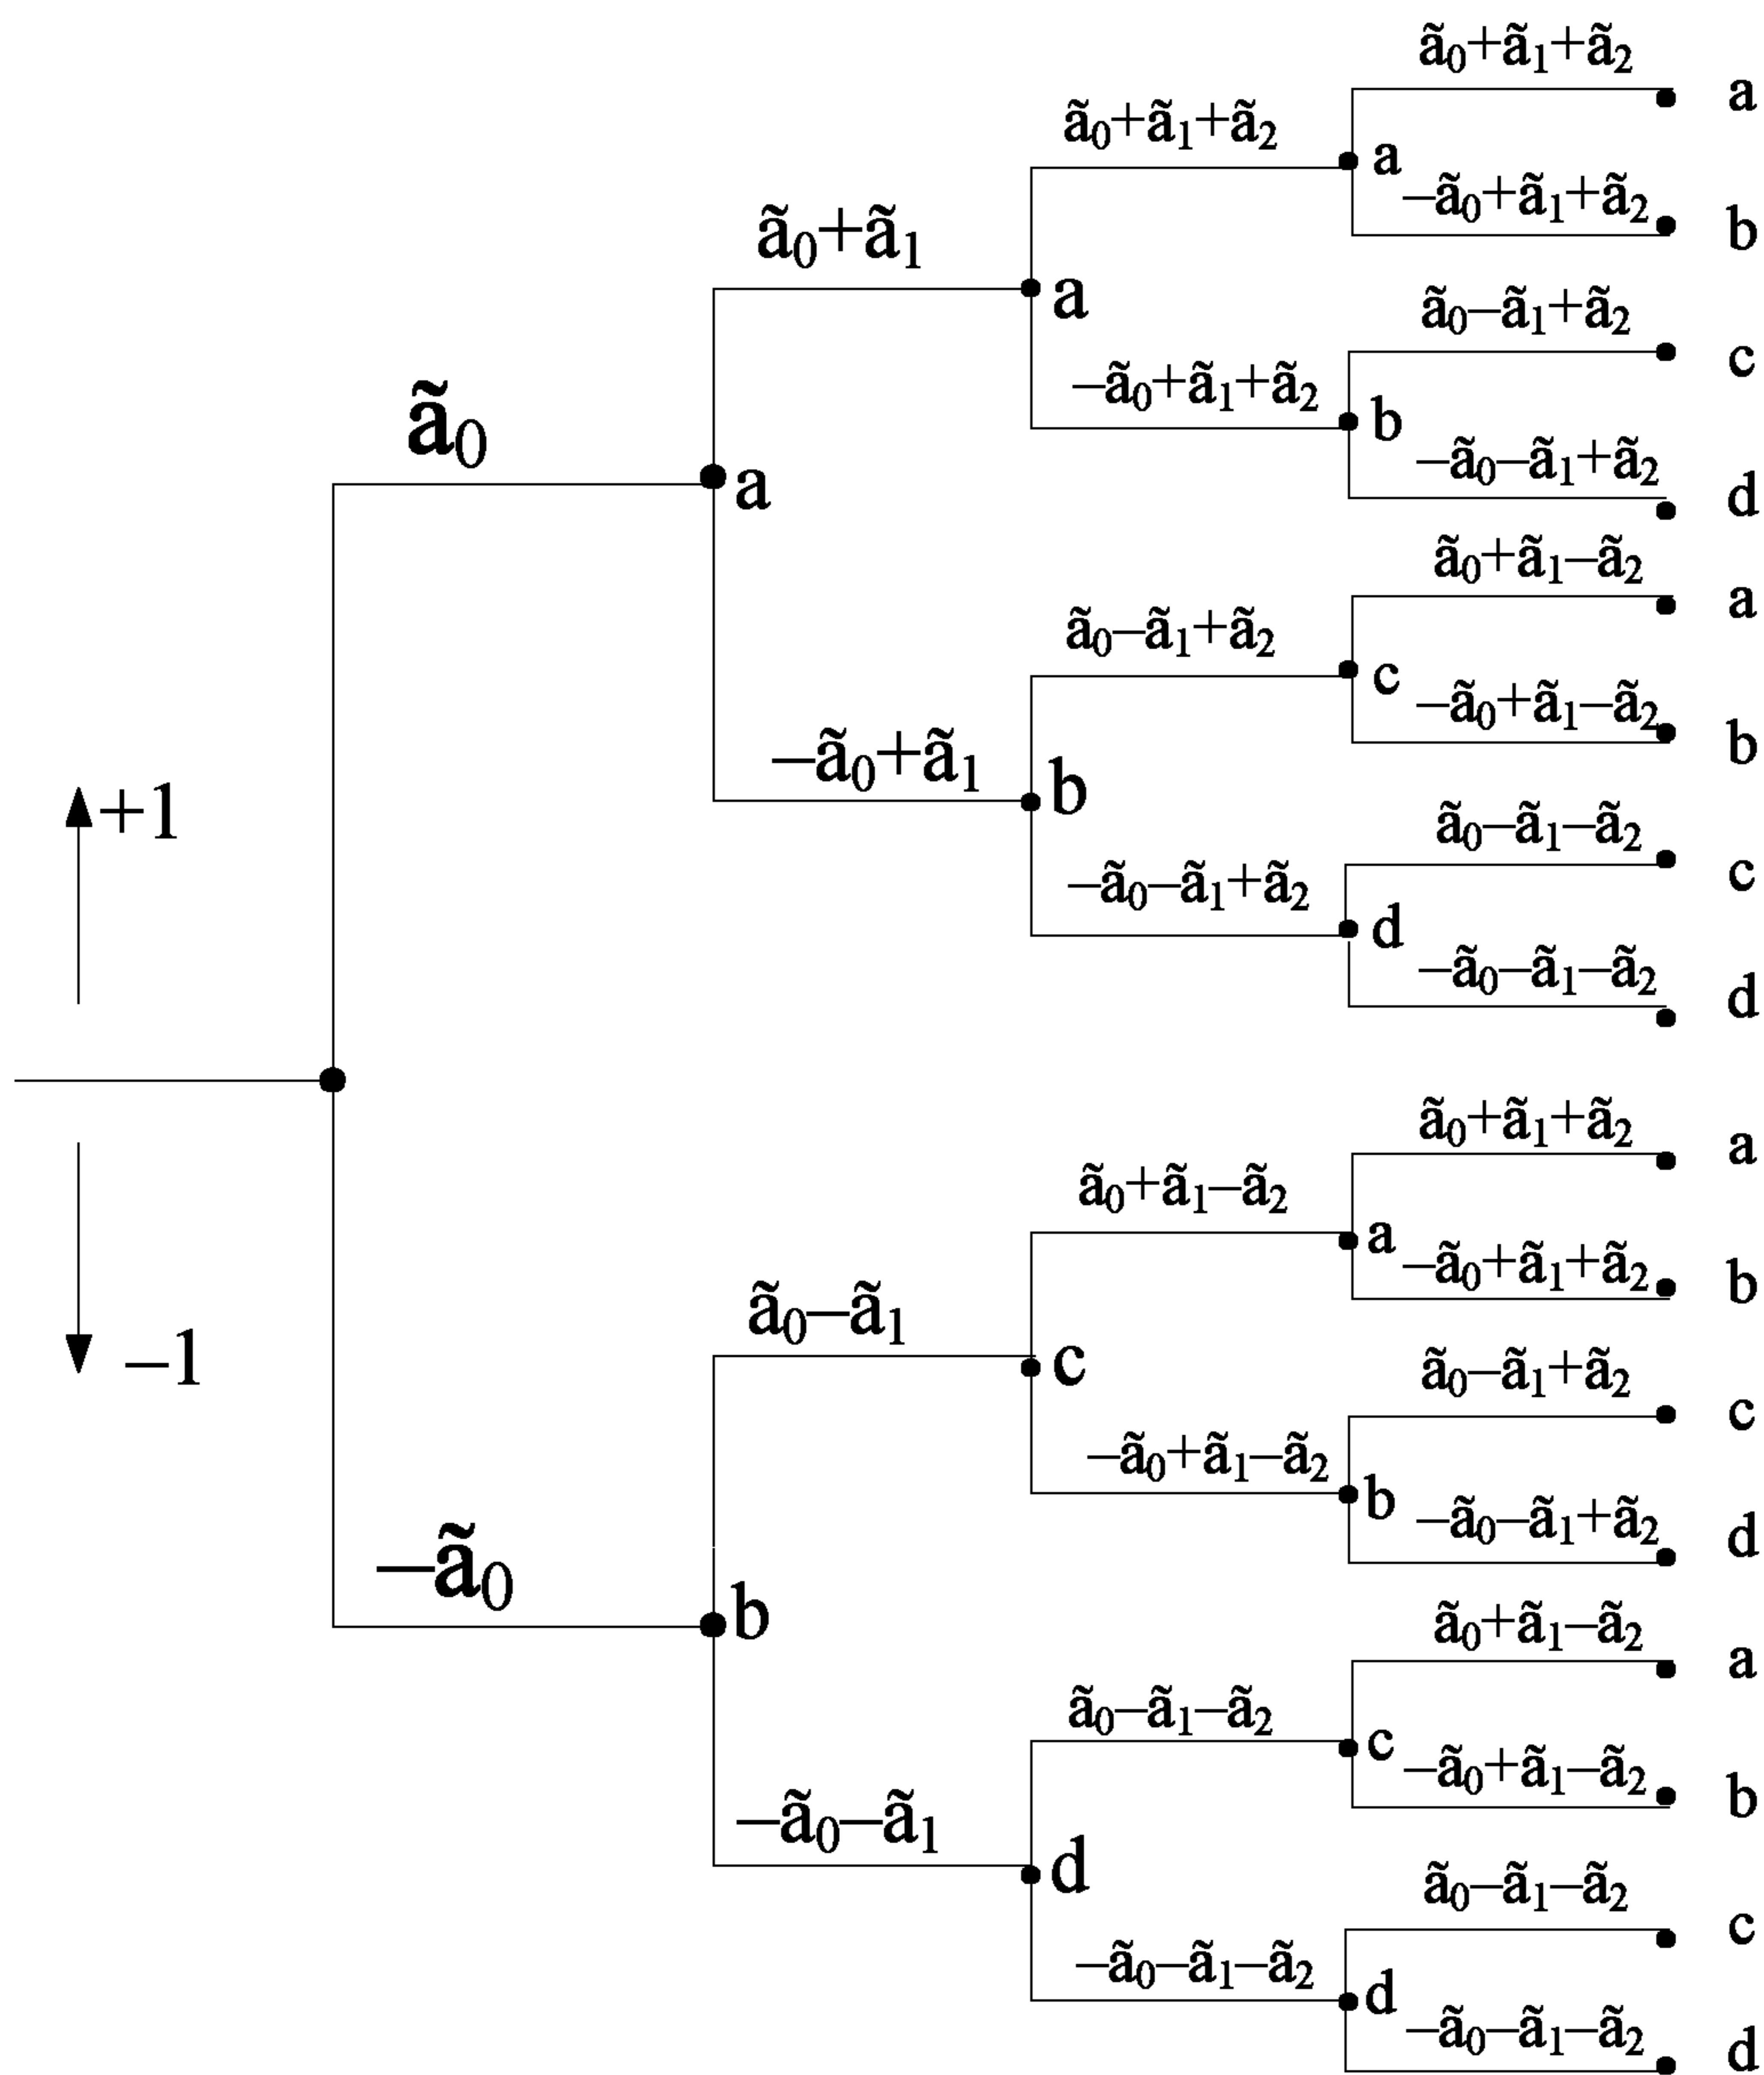 ã₀+ã₁+ã₂
a
ã₀+ã₁+ã₂
a
–ã₀+ã₁+ã₂
b
ã₀+ã₁
a
ã₀–ã₁+ã₂
c
–ã₀+ã₁+ã₂
b
ã₀
–ã₀–ã₁+ã₂
a
d
ã₀+ã₁–ã₂
a
ã₀–ã₁+ã₂
c
–ã₀+ã₁–ã₂
b
–ã₀+ã₁
b
+1
ã₀–ã₁–ã₂
c
–ã₀–ã₁+ã₂
d
–ã₀–ã₁–ã₂
d
ã₀+ã₁+ã₂
a
ã₀+ã₁–ã₂
a
–ã₀+ã₁+ã₂
b
ã₀–ã₁
c
–1
ã₀–ã₁+ã₂
c
–ã₀+ã₁–ã₂
b
–ã₀–ã₁+ã₂
d
–ã₀
b
ã₀+ã₁–ã₂
a
ã₀–ã₁–ã₂
c
–ã₀+ã₁–ã₂
b
–ã₀–ã₁
d
ã₀–ã₁–ã₂
c
–ã₀–ã₁–ã₂
d
–ã₀–ã₁–ã₂
d